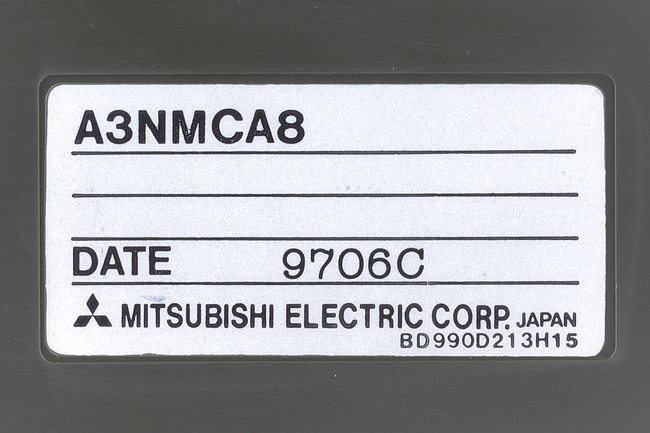 A3NMCA8
DATE 9706C
MITSUBISHI ELECTRIC CORP. JAPAN
BD990D213H15